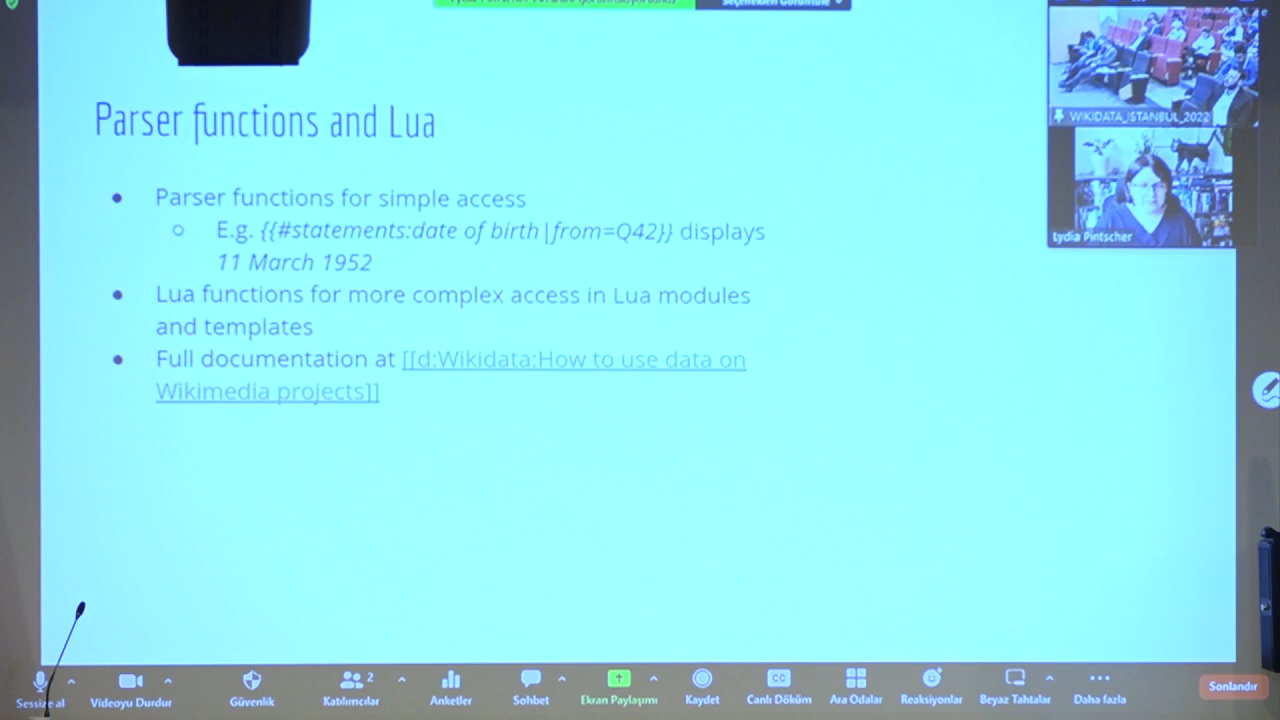 Parser functions and Lua
● Parser functions for simple access
○ E.g. {{#statements:date of birth|from=Q42}} displays
11 March 1952
● Lua functions for more complex access in Lua modules
and templates
● Full documentation at [[d:Wikidata:How to use data on
Wikimedia projects]]
WIKIDATA_ISTANBUL_2022
Lydia Pintscher
Sessize al
Videoyu Durdur
Güvenlik
2
Katılımcılar
Anketler
Sohbet
Ekran Paylaşımı
Kaydet
CC
Canlı Döküm
Ara Odalar
Reaksiyonlar
Beyaz Tahtalar
Daha fazla
Sonlandır